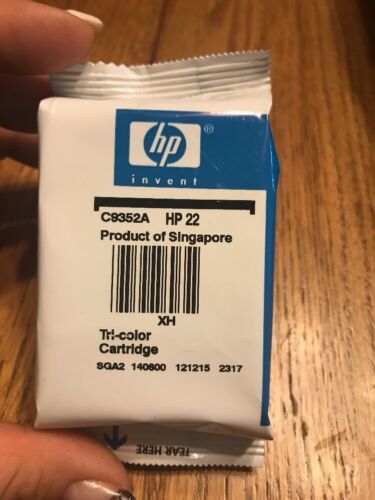 hp ®
invent
C9352A HP 22
Product of Singapore
XH
Tri-color
Cartridge
SGA2 140600 121215 2317
TEAR HERE